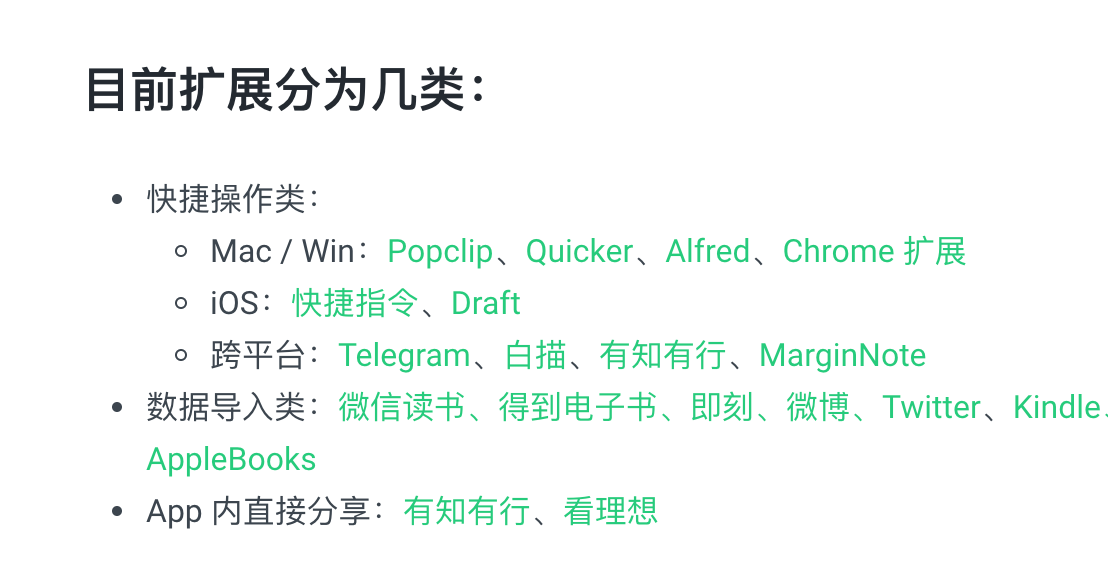 目前扩展分为几类：
快捷操作类：
Mac / Win：Popclip、Quicker、Alfred、Chrome 扩展
iOS：快捷指令、Draft
跨平台：Telegram、白描、有知有行、MarginNote
数据导入类：微信读书、得到电子书、即刻、微博、Twitter、Kindle、
AppleBooks
App 内直接分享：有知有行、看理想